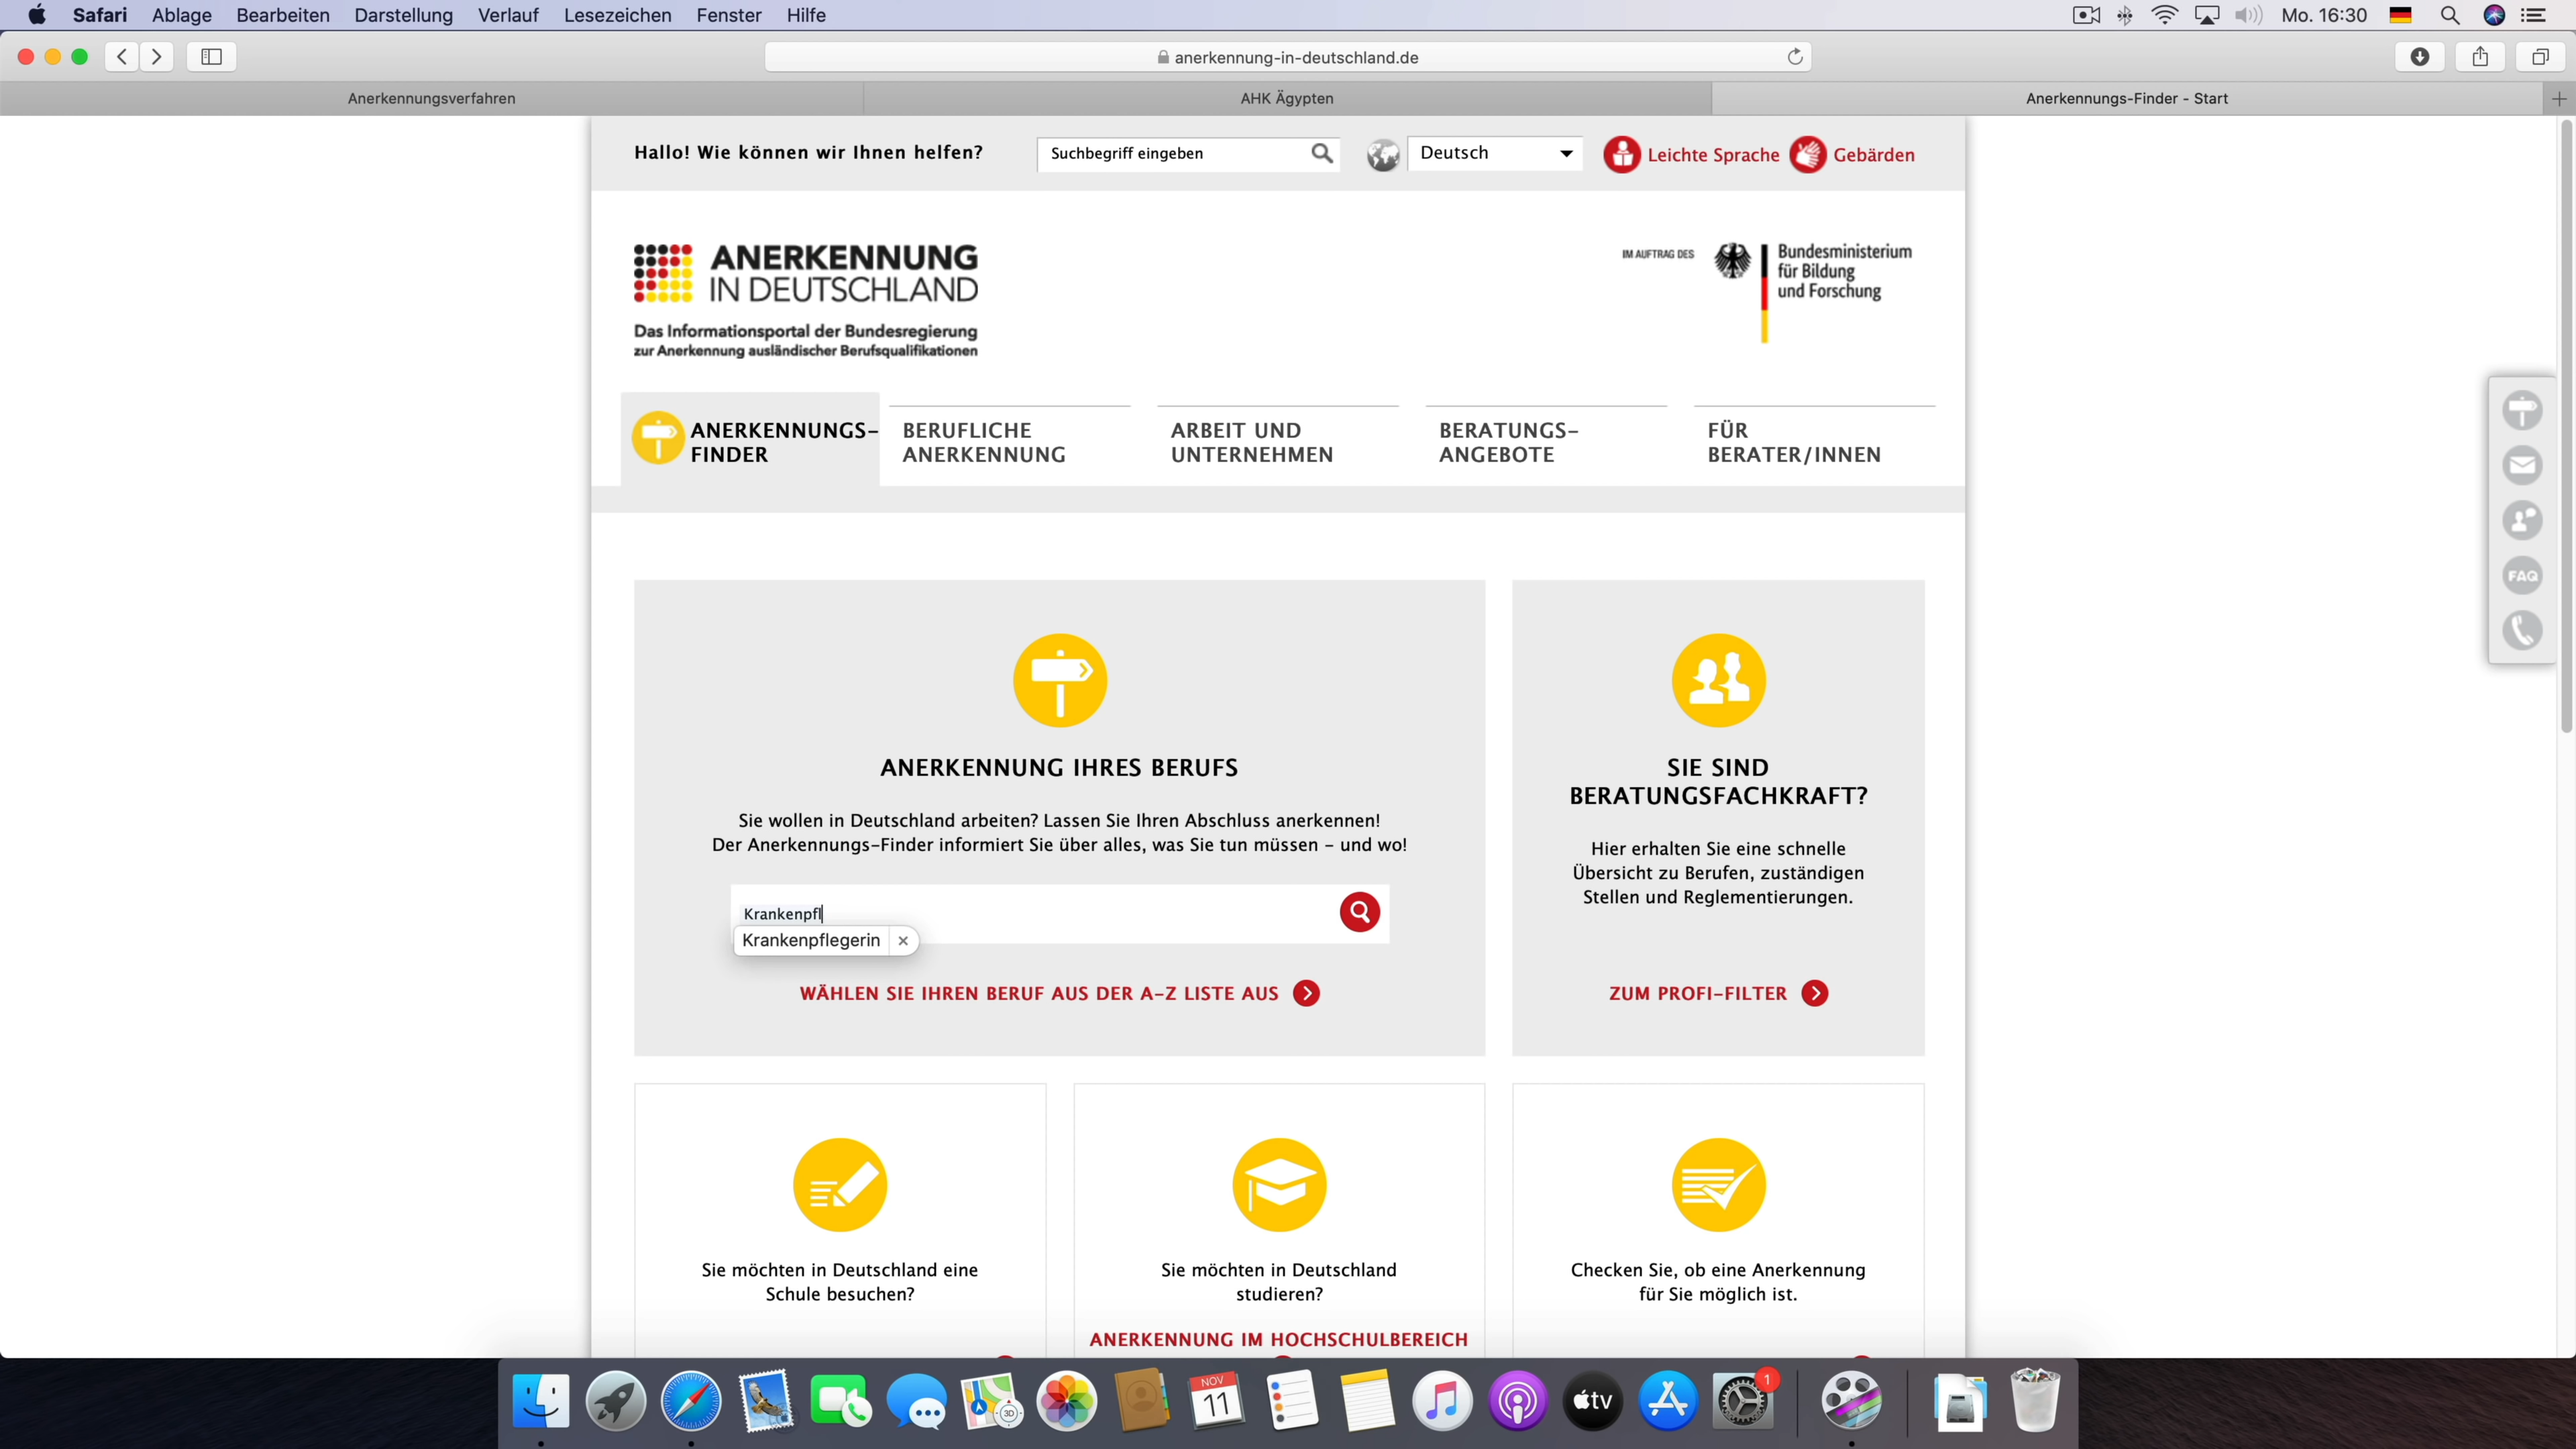 Safari Ablage Bearbeiten Darstellung Verlauf Lesezeichen Fenster Hilfe Mo. 16:30
anerkennung-in-deutschland.de
Anerkennungsverfahren AHK Ägypten Anerkennungs-Finder - Start
Hallo! Wie können wir Ihnen helfen? Suchbegriff eingeben Deutsch Leichte Sprache Gebärden
ANERKENNUNG
IN DEUTSCHLAND
Das Informationsportal der Bundesregierung
zur Anerkennung ausländischer Berufsqualifikationen
IM AUFTRAG DES
Bundesministerium
für Bildung
und Forschung
ANERKENNUNGS-
FINDER
BERUFLICHE
ANERKENNUNG
ARBEIT UND
UNTERNEHMEN
BERATUNGS-
ANGEBOTE
FÜR
BERATER/INNEN
FAQ
ANERKENNUNG IHRES BERUFS
Sie wollen in Deutschland arbeiten? Lassen Sie Ihren Abschluss anerkennen!
Der Anerkennungs-Finder informiert Sie über alles, was Sie tun müssen – und wo!
Krankenpfl
Krankenpflegerin
WÄHLEN SIE IHREN BERUF AUS DER A-Z LISTE AUS
SIE SIND
BERATUNGSFACHKRAFT?
Hier erhalten Sie eine schnelle
Übersicht zu Berufen, zuständigen
Stellen und Reglementierungen.
ZUM PROFI-FILTER
Sie möchten in Deutschland eine
Schule besuchen?
Sie möchten in Deutschland
studieren?
ANERKENNUNG IM HOCHSCHULBEREICH
Checken Sie, ob eine Anerkennung
für Sie möglich ist.
3D
NOV
11
tv
1